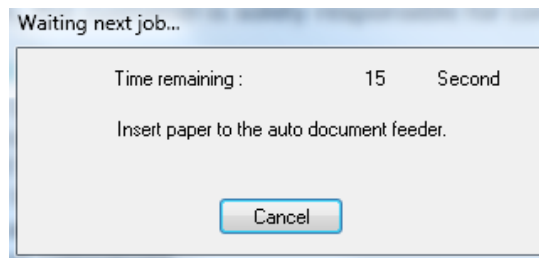 Waiting next job...
Time remaining : 15 Second
Insert paper to the auto document feeder.
Cancel